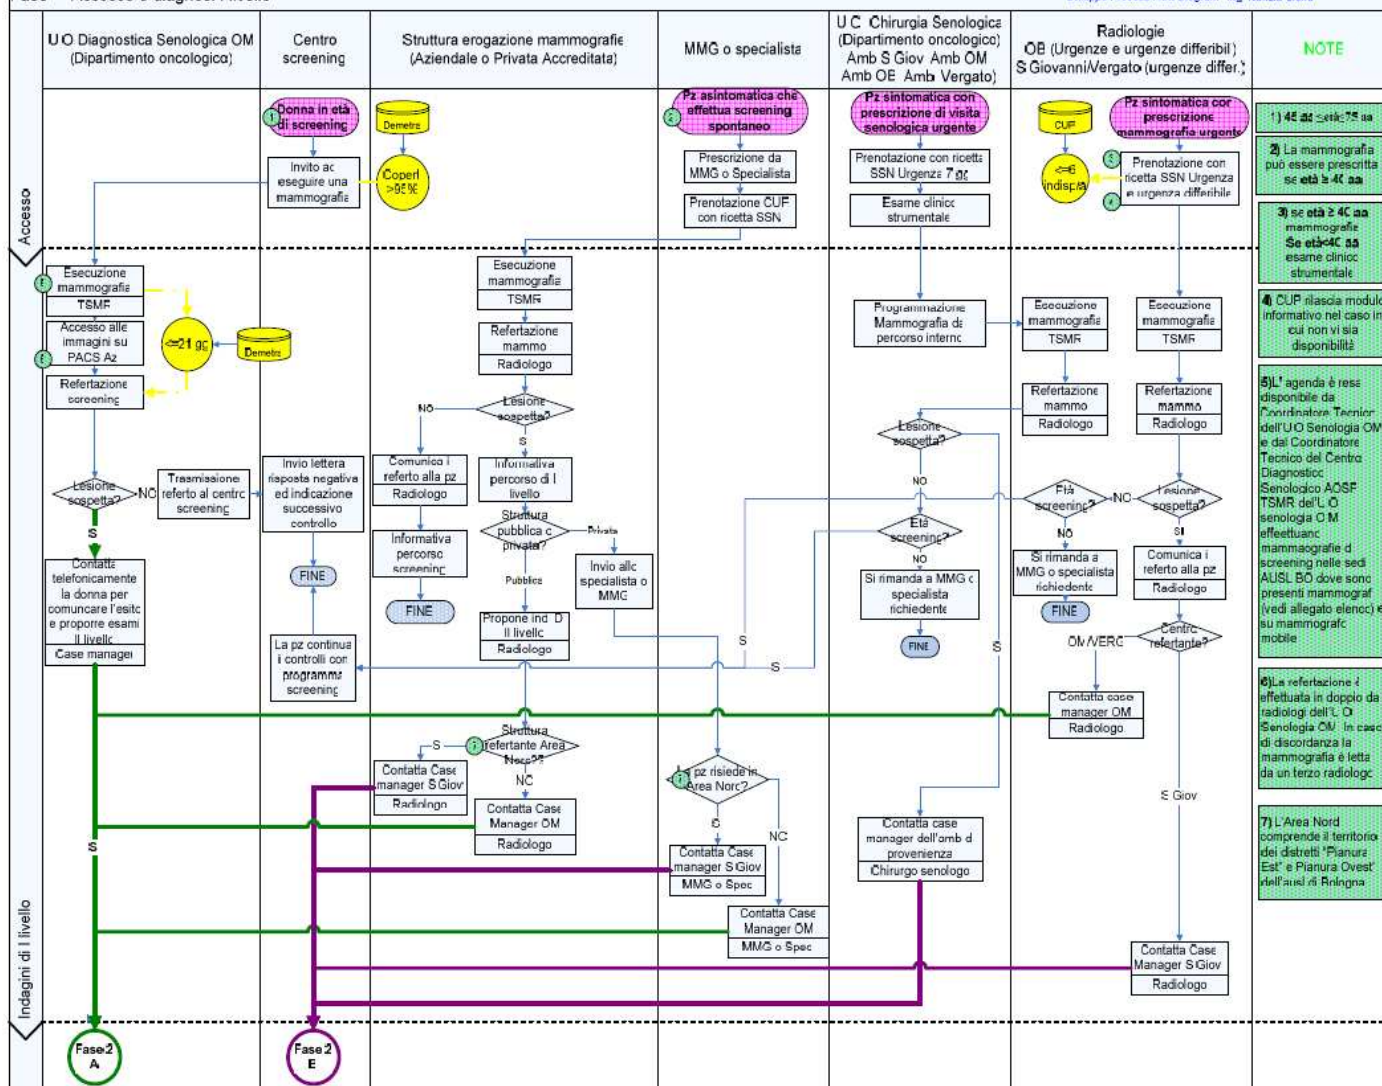 U.O Diagnostica Senologica OM
(Dipartimento oncologico)
Centro
screening
Struttura erogazione mammografie
(Aziendale o Privata Accreditata)
MMG o specialista
U.C. Chirurgia Senologica
(Dipartimento oncologico)
Amb S Giov Amb OM
Amb OB Amb Vergato)
Radiologie
OB (Urgenze e urgenze differibil)
S Giovanni/Vergato (urgenze differ.)
NOTE
Accesso
1
Donna in età
di screening
Demetra
Invito ad
eseguire una
mammografia
Coperl
>95%
2
Pz asintomatica che
effettua screening
spontaneo
Prescrizione da
MMG o Specialista
Prenotazione CUP
con ricetta SSN
Pz sintomatica con
prescrizione di visita
senologica urgente
Prenotazione con ricetta
SSN Urgenza 7 gg
Esame clinico
strumentale
CUP
Pz sintomatica con
prescrizione
mammografia urgente
3
Prenotazione con
ricetta SSN Urgenza
e urgenza differibile
4
1) 45 aa ≤età≤75 aa
2) La mammografia
può essere prescritta
se età ≥ 40 aa
3) se età ≥ 40 aa
mammografia
Se età<40 aa
esame clinico
strumentale
4) CUP rilascia modulo
informativo nel caso in
cui non vi sia
disponibilità
5)L' agenda è resa
disponibile da
Coordinatore Tecnico
dell'UO Senologia OM
e dal Coordinatore
Tecnico del Centro
Diagnostico
Senologico AOSP
TSMR del'U O
senologia O M
effeettuano
mammaografie d
screening nelle sedi
AUSL BO dove sono
presenti mammograf
(vedi allegato elenco) e
su mammografo
mobile
6)La refertazione è
effettuata in doppio da
radiologi dell'U O
Senologia OM In caso
di discordanza la
mammografia è letta
da un terzo radiologo
7) L'Area Nord
comprende il territorio
dei distretti "Pianura
Est" e Pianura Ovest"
dell'ausl di Bologna
Indagini di I livello
Esecuzione
mammografia
TSMR
Accesso alle
immagini su
PACS Az
Refertazione
screening
<=21 gg
Demetra
Lesione
sospetta?
NO
Trasmissione
referto al centro
screening
S
Contatta
telefonicamente
la donna per
comuncare l'esito
e proporre esami
II livello
Case manager
S
Invio lettera
risposta negativa
ed indicazione
successivo
controllo
FINE
La pz continua
i controlli con
programma
screening
Esecuzione
mammografia
TSMR
Refertazione
mammo
Radiologo
Lesione
sospetta?
NO
S
Comunica i
referto alla pz
Radiologo
Informativa
percorso
screening
FINE
Informativa
percorso di I
livello
Struttura
pubblica o
privata?
Privata
Pubblica
Invio allo
specialista o
MMG
Propone ind D
II livello
Radiologo
Struttura
refertante Area
Nord?
S
NO
Contatta Case
manager S Giov
Radiologo
Contatta Case
Manager OM
Radiologo
La pz risiede in
Area Nord?
S
NO
Contatta Case
manager S Giov
MMG o Spec
Contatta Case
Manager OM
MMG o Spec
Programmazione
Mammografia da
percorso interno
Lesione
sospetta?
NO
S
Età
screening?
NO
S
Si rimanda a MMG o
specialista
richiedente
FINE
Contatta case
manager dell'amb d
provenienza
Chirurgo senologo
Esecuzione
mammografia
TSMR
Refertazione
mammo
Radiologo
Esecuzione
mammografia
TSMR
Refertazione
mammo
Radiologo
Lesione
sospetta?
NO
Età
screening?
NO
S
Si rimanda a
MMG o specialista
richiedente
FINE
SI
Comunica i
referto alla pz
Radiologo
Centro
refertante?
OM/VERG
Contatta case
manager OM
Radiologo
S Giov
Contatta Case
Manager S Giov
Radiologo
Fase 2
A
Fase 2